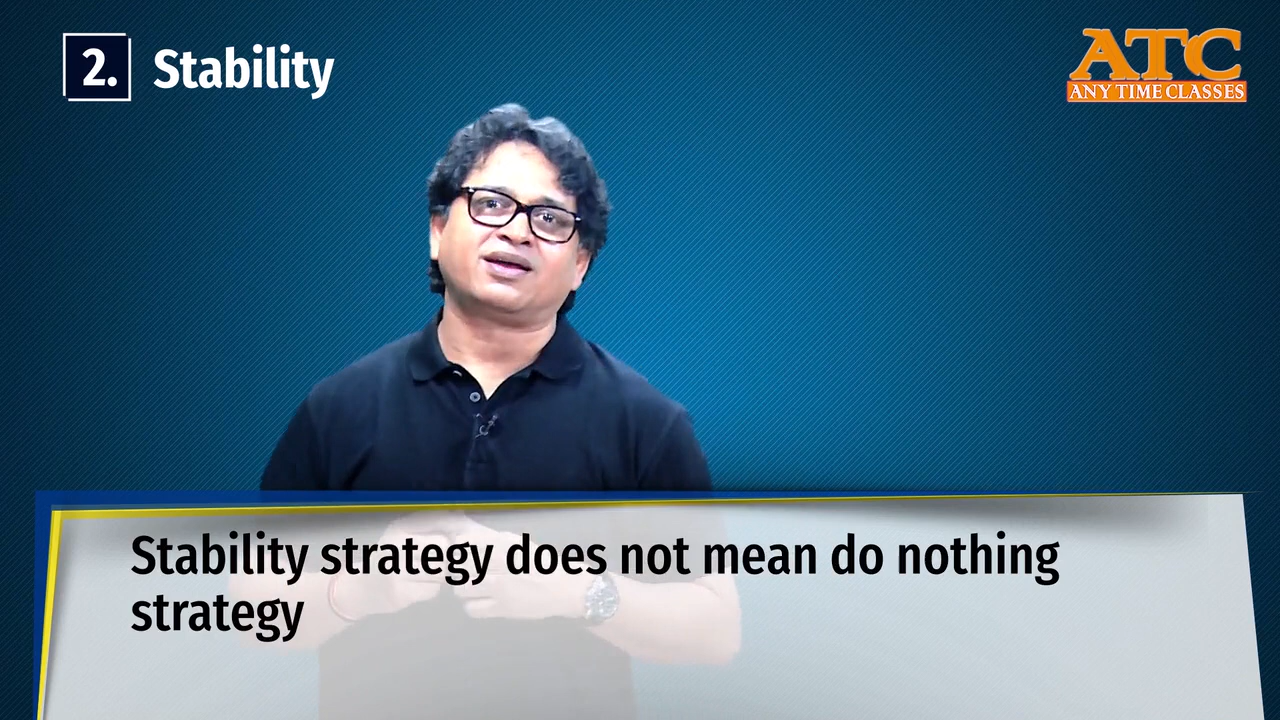 2. Stability
ATC
ANY TIME CLASSES
Stability strategy does not mean do nothing
strategy